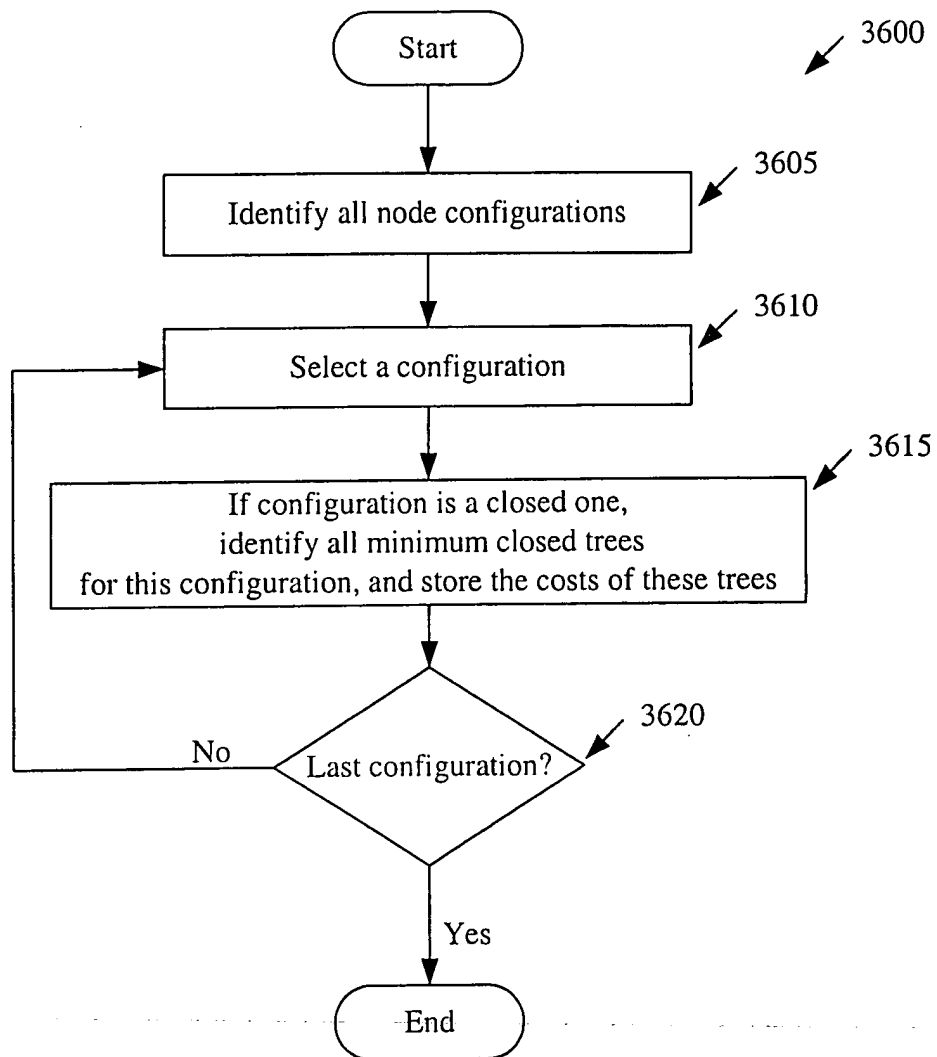 Start
3600
3605
Identify all node configurations
3610
Select a configuration
3615
If configuration is a closed one,
identify all minimum closed trees
for this configuration, and store the costs of these trees
3620
No
Last configuration?
Yes
End